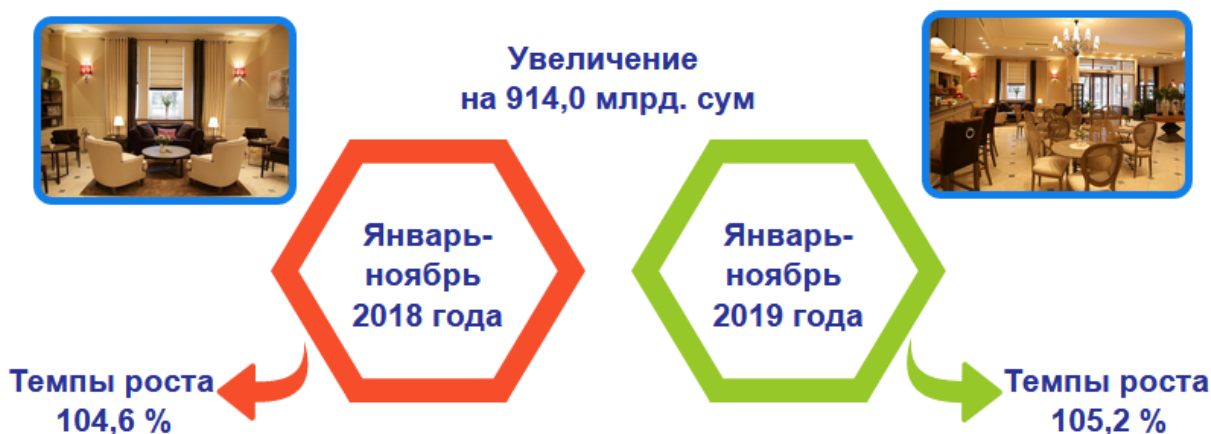 Увеличение
на 914,0 млрд. сум
Январь-
ноябрь
2018 года
Январь-
ноябрь
2019 года
Темпы роста
104,6 %
Темпы роста
105,2 %